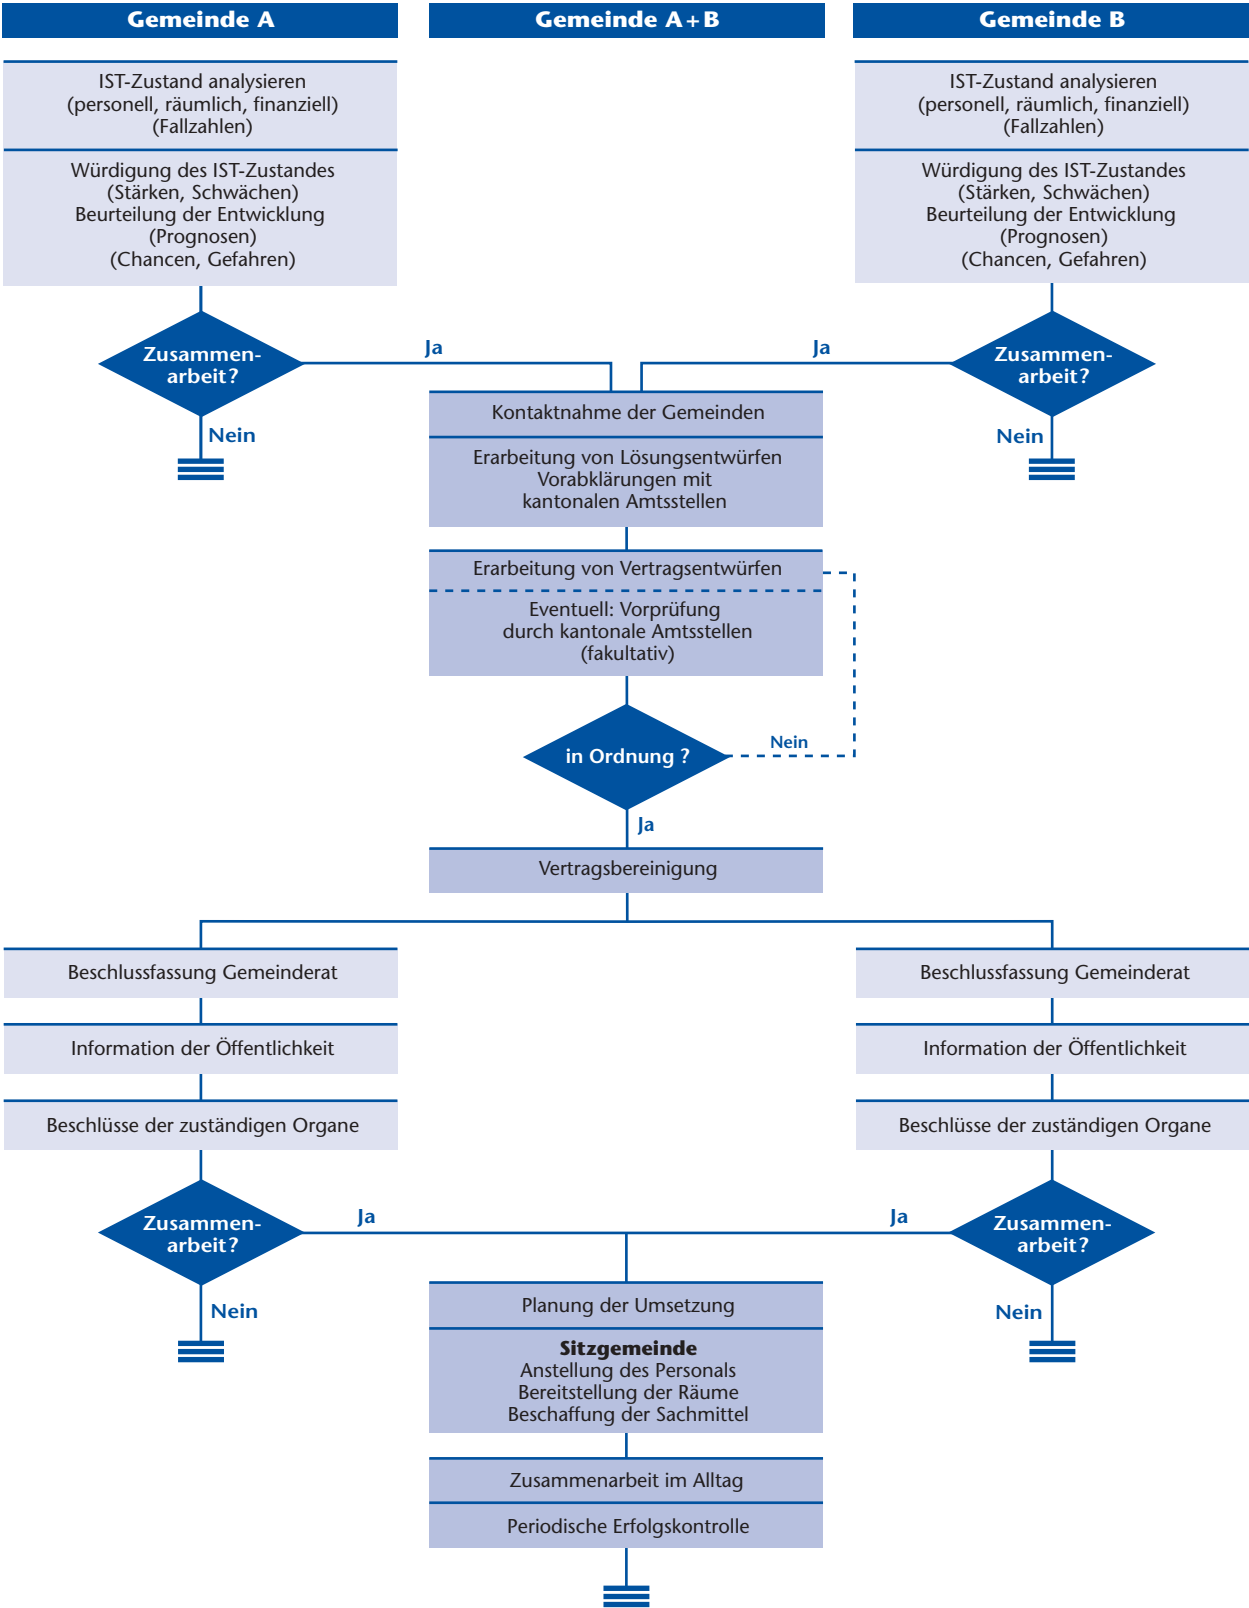 Gemeinde A
Gemeinde A+B
Gemeinde B
IST-Zustand analysieren
(personell, räumlich, finanziell)
(Fallzahlen)
Würdigung des IST-Zustandes
(Stärken, Schwächen)
Beurteilung der Entwicklung
(Prognosen)
(Chancen, Gefahren)
IST-Zustand analysieren
(personell, räumlich, finanziell)
(Fallzahlen)
Würdigung des IST-Zustandes
(Stärken, Schwächen)
Beurteilung der Entwicklung
(Prognosen)
(Chancen, Gefahren)
Zusammen-
arbeit?
Ja
Nein
Ja
Zusammen-
arbeit?
Nein
Kontaktnahme der Gemeinden
Erarbeitung von Lösungsentwürfen
Vorabklärungen mit
kantonalen Amtsstellen
Erarbeitung von Vertragsentwürfen
Eventuell: Vorprüfung
durch kantonale Amtsstellen
(fakultativ)
in Ordnung ?
Nein
Ja
Vertragsbereinigung
Beschlussfassung Gemeinderat
Information der Öffentlichkeit
Beschlüsse der zuständigen Organe
Beschlussfassung Gemeinderat
Information der Öffentlichkeit
Beschlüsse der zuständigen Organe
Zusammen-
arbeit?
Ja
Nein
Ja
Zusammen-
arbeit?
Nein
Planung der Umsetzung
Sitzgemeinde
Anstellung des Personals
Bereitstellung der Räume
Beschaffung der Sachmittel
Zusammenarbeit im Alltag
Periodische Erfolgskontrolle